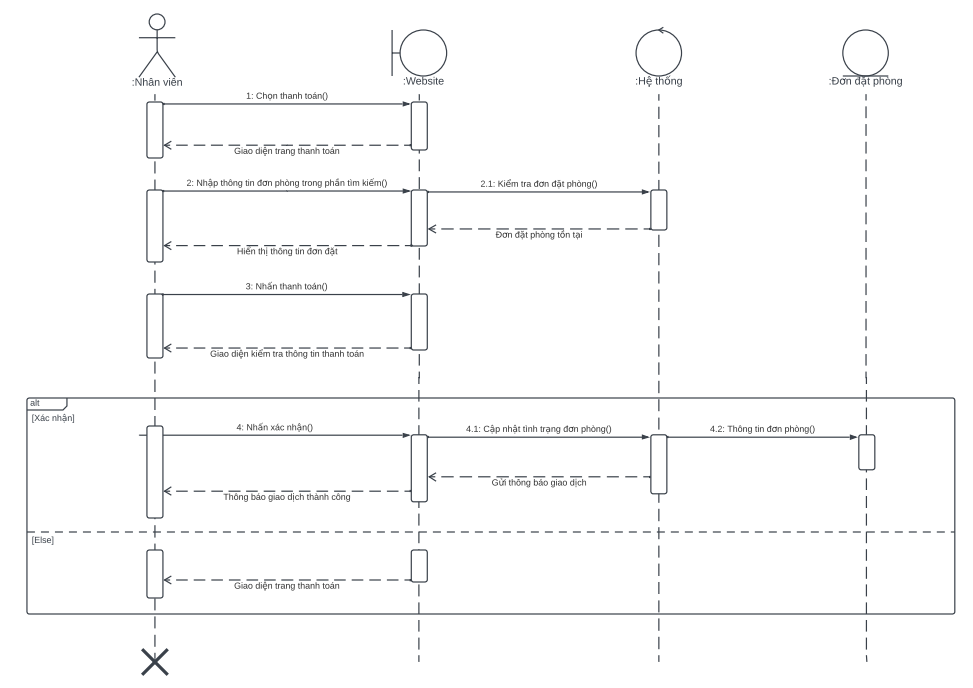 :Nhân viên
:Website
:Hệ thống
:Đơn đặt phòng
1: Chọn thanh toán()
Giao diện trang thanh toán
2: Nhập thông tin đơn phòng trong phần tìm kiếm()
2.1: Kiểm tra đơn đặt phòng()
Đơn đặt phòng tồn tại
Hiển thị thông tin đơn đặt
3: Nhấn thanh toán()
Giao diện kiểm tra thông tin thanh toán
alt
[Xác nhận]
4: Nhấn xác nhận()
4.1: Cập nhật tình trạng đơn phòng()
4.2: Thông tin đơn phòng()
Gửi thông báo giao dịch
Thông báo giao dịch thành công
[Else]
Giao diện trang thanh toán